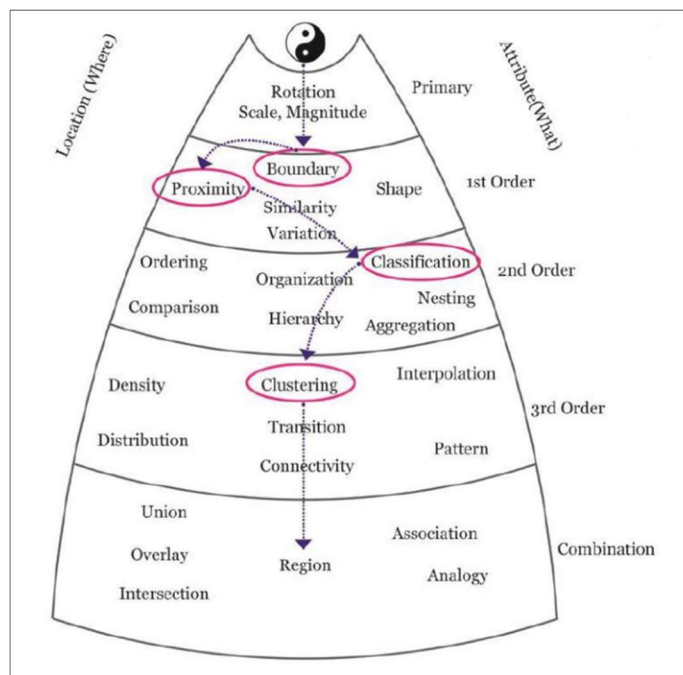 Location (Where)
Attribute(What)
Rotation
Scale, Magnitude
Primary
Boundary
Proximity
Shape
1st Order
Similarity
Variation
Ordering
Organization
Classification
2nd Order
Comparison
Hierarchy
Nesting
Aggregation
Density
Clustering
Interpolation
3rd Order
Distribution
Transition
Connectivity
Pattern
Union
Overlay
Intersection
Region
Association
Analogy
Combination